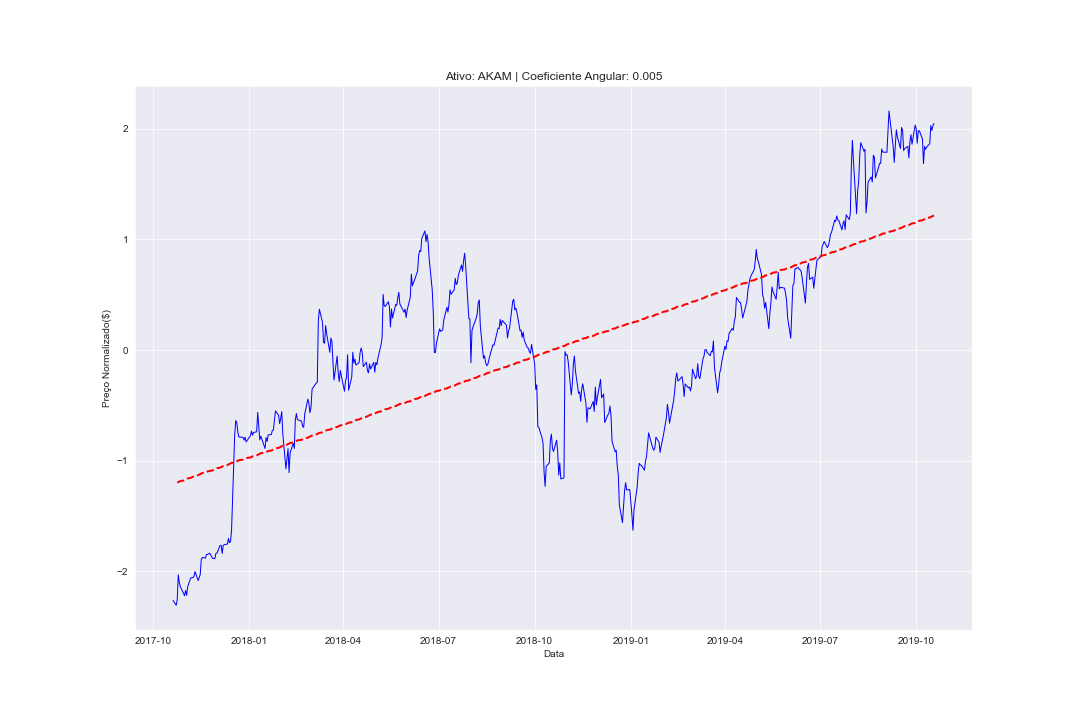 Ativo: AKAM | Coeficiente Angular: 0.005
2
1
0
−1
−2
Preço Normalizado($)
2017-10 2018-01 2018-04 2018-07 2018-10 2019-01 2019-04 2019-07 2019-10
Data